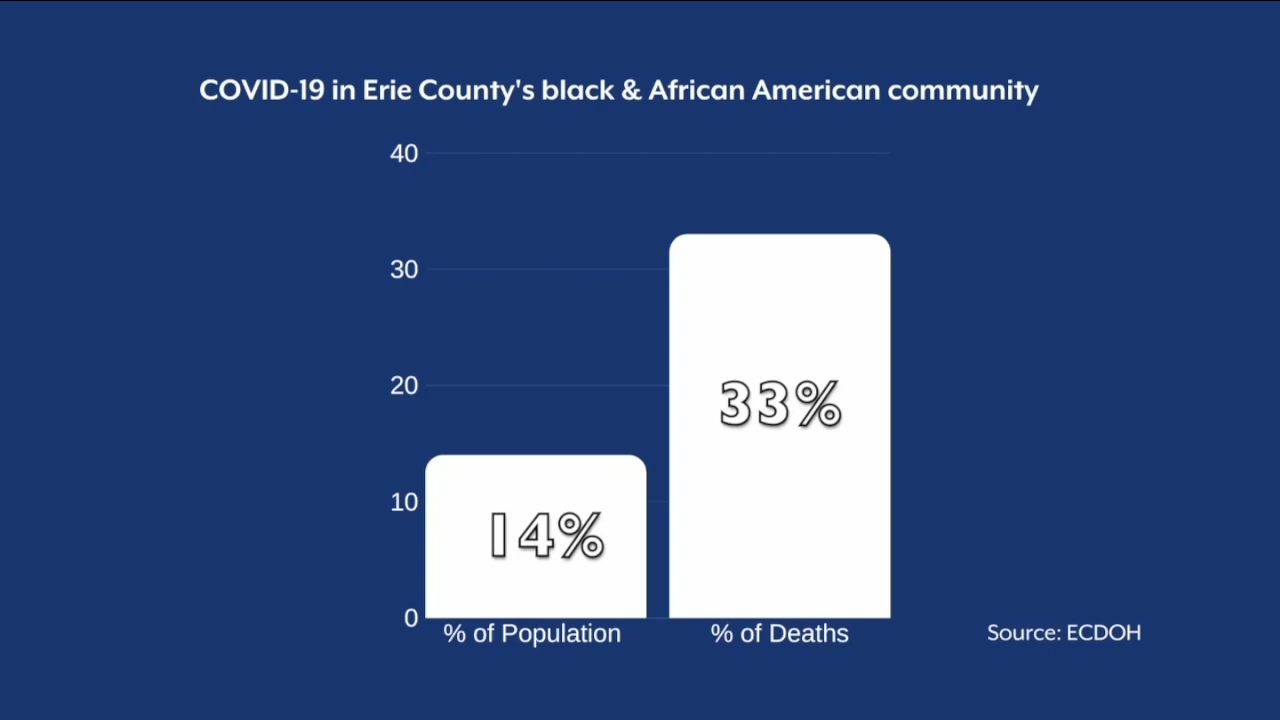 COVID-19 in Erie County's black & African American community
40
30
20
10
0
33%
14%
% of Population
% of Deaths
Source: ECDOH